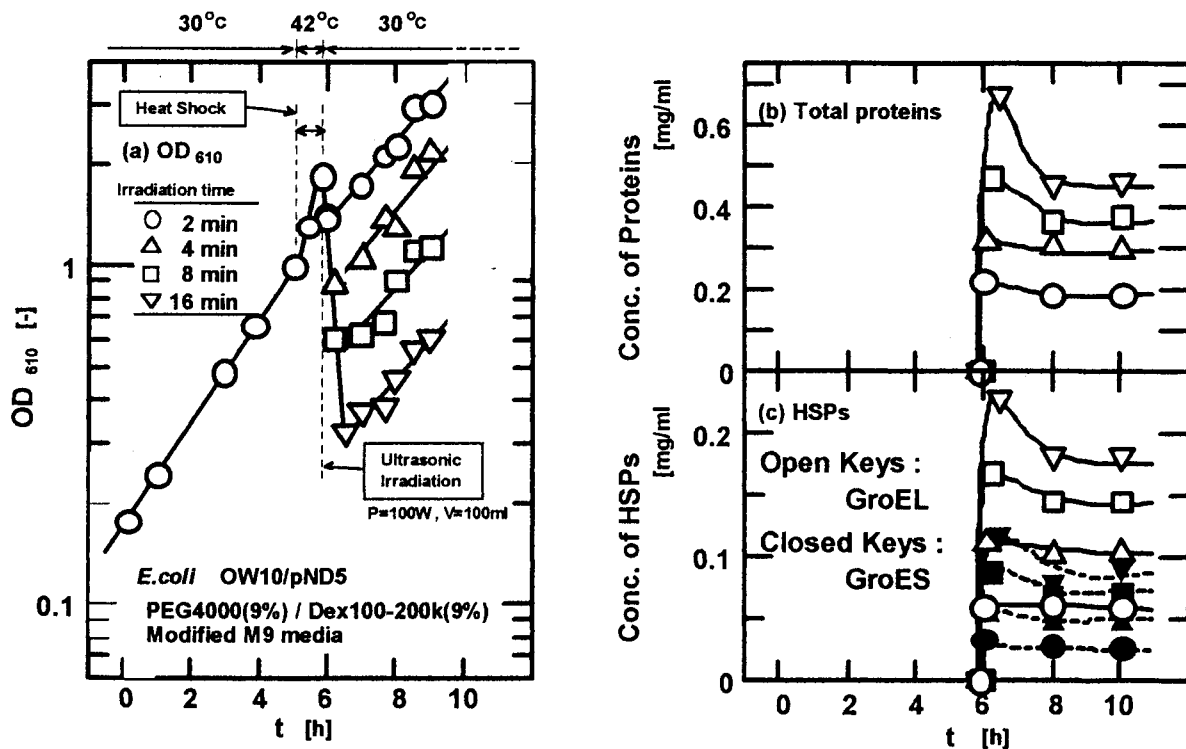 30°C 42°C 30°C
Heat Shock
(a) OD 610
Irradiation time
2 min
4 min
8 min
16 min
1
0.1
OD 610 [-]
Ultrasonic
Irradiation
P=100W , V=100ml
E.coli OW10/pND5
PEG4000(9%) / Dex100-200k(9%)
Modified M9 media
0 2 4 6 8 10
t [h]
(b) Total proteins
0.6
0.4
0.2
0
Conc. of Proteins [mg/ml]
(c) HSPs
0.2
0.1
0
Conc. of HSPs [mg/ml]
Open Keys :
GroEL
Closed Keys :
GroES
0 2 4 6 8 10
t [h]